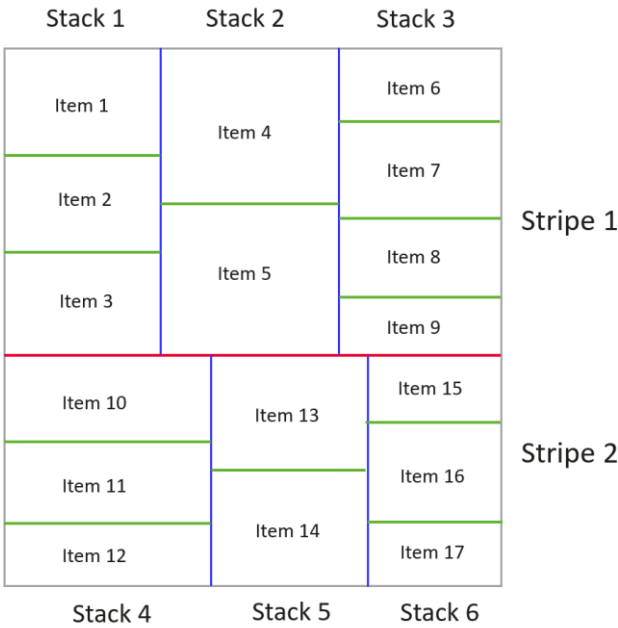 Stack 1
Stack 2
Stack 3
Item 1
Item 2
Item 3
Item 4
Item 5
Item 6
Item 7
Item 8
Item 9
Stripe 1
Item 10
Item 11
Item 12
Item 13
Item 14
Item 15
Item 16
Item 17
Stripe 2
Stack 4
Stack 5
Stack 6